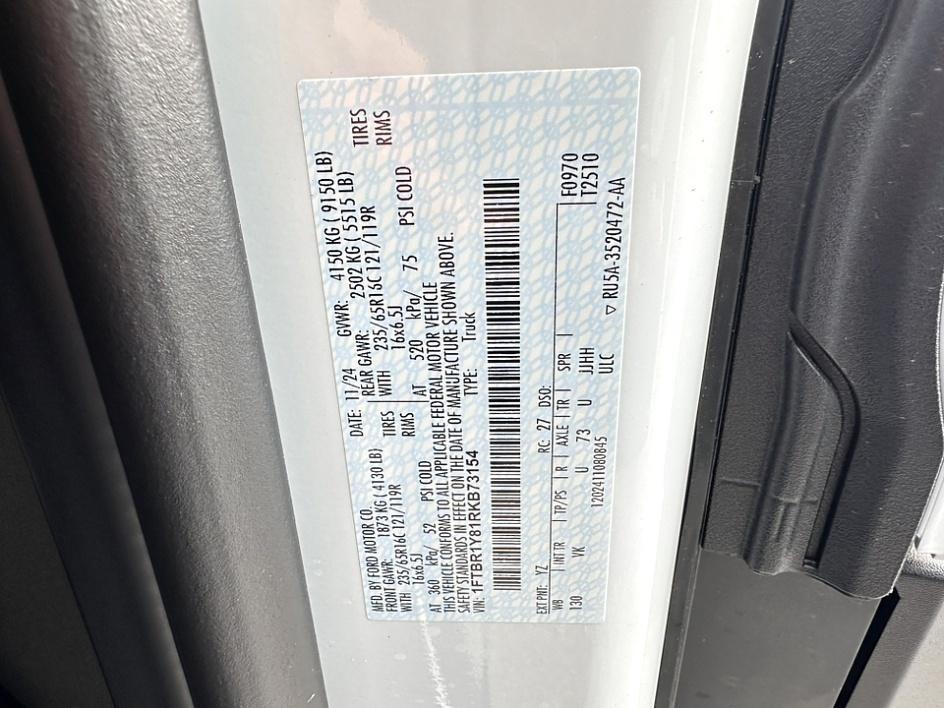 MFD. BY FORD MOTOR CO. DATE: 11/24 GVWR: 4150 KG ( 9150 LB)
FRONT GAWR: 1873 KG ( 4130 LB) REAR GAWR: 2502 KG ( 5515 LB)
WITH 235/65R16C 121/119R TIRES WITH 235/65R16C 121/119R TIRES
16x6.5J RIMS 16x6.5J RIMS
AT 360 kPa/ 52 PSI COLD AT 520 kPa/ 75 PSI COLD
THIS VEHICLE CONFORMS TO ALL APPLICABLE FEDERAL MOTOR VEHICLE
SAFETY STANDARDS IN EFFECT ON THE DATE OF MANUFACTURE SHOWN ABOVE.
VIN: 1FTBR1Y81RKB73154 TYPE: Truck
EXT PNT: YZ RC: 27 DSO: F0970
WB INT TR TP/PS R AXLE TR SPR T2510
130 VK U 73 U JJHH
1202411080845 ULC ▽ RU5A-3520472-AA